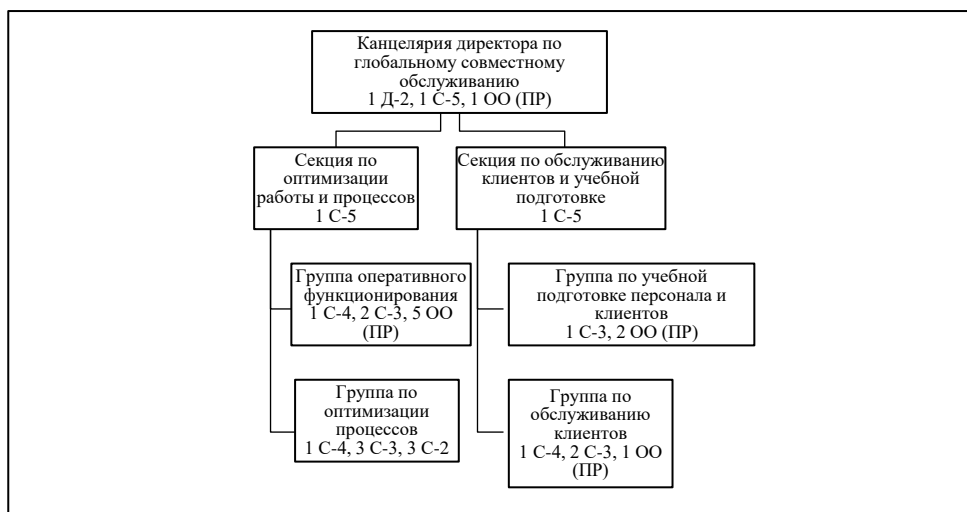 Канцелярия директора по
глобальному совместному
обслуживанию
1 Д-2, 1 С-5, 1 ОО (ПР)
Секция по
оптимизации
работы и процессов
1 С-5
Секция по обслуживанию
клиентов и учебной
подготовке
1 С-5
Группа оперативного
функционирования
1 С-4, 2 С-3, 5 ОО
(ПР)
Группа по учебной
подготовке персонала и
клиентов
1 С-3, 2 ОО (ПР)
Группа по
оптимизации
процессов
1 С-4, 3 С-3, 3 С-2
Группа по
обслуживанию
клиентов
1 С-4, 2 С-3, 1 ОО
(ПР)